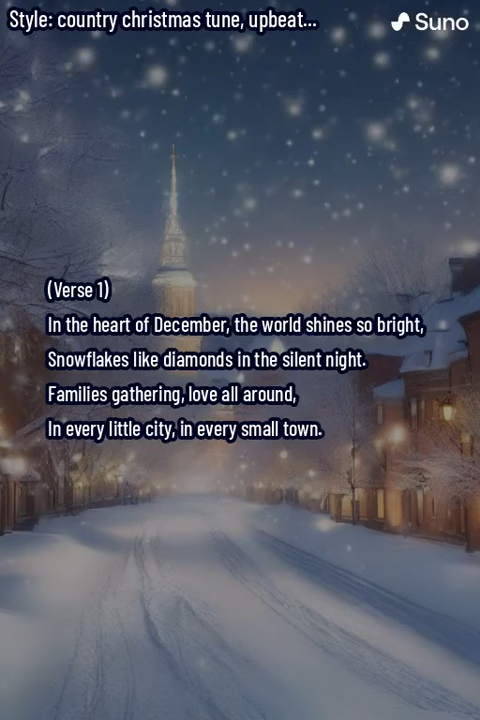 Style: country christmas tune, upbeat...
Suno
(Verse 1)
In the heart of December, the world shines so bright,
Snowflakes like diamonds in the silent night.
Families gathering, love all around,
In every little city, in every small town.